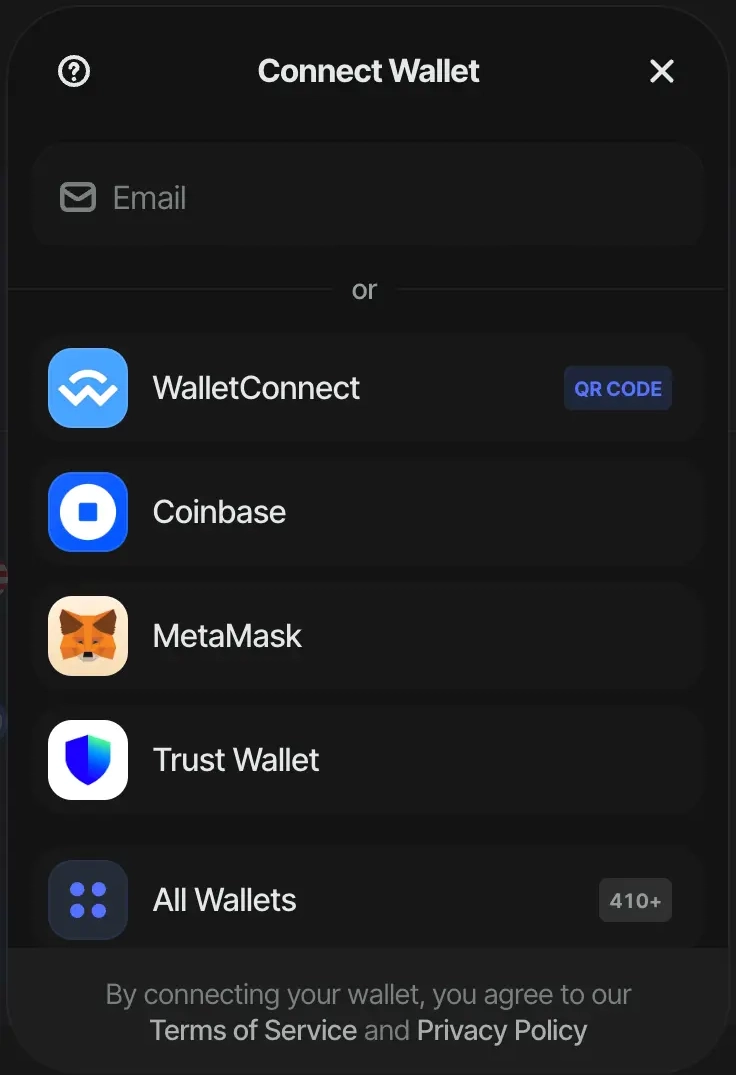 Connect Wallet
Email
or
WalletConnect QR CODE
Coinbase
MetaMask
Trust Wallet
All Wallets 410+
By connecting your wallet, you agree to our
Terms of Service and Privacy Policy